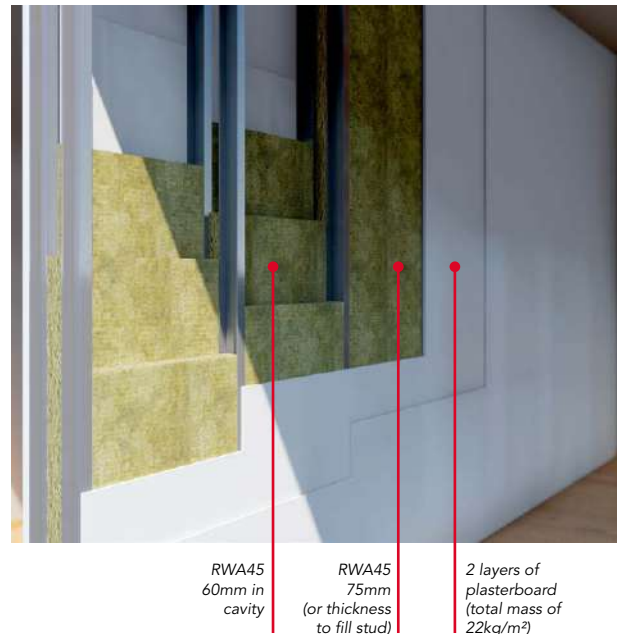 RWA45
60mm in
cavity
RWA45
75mm
(or thickness
to fill stud)
2 layers of
plasterboard
(total mass of
22kg/m²)